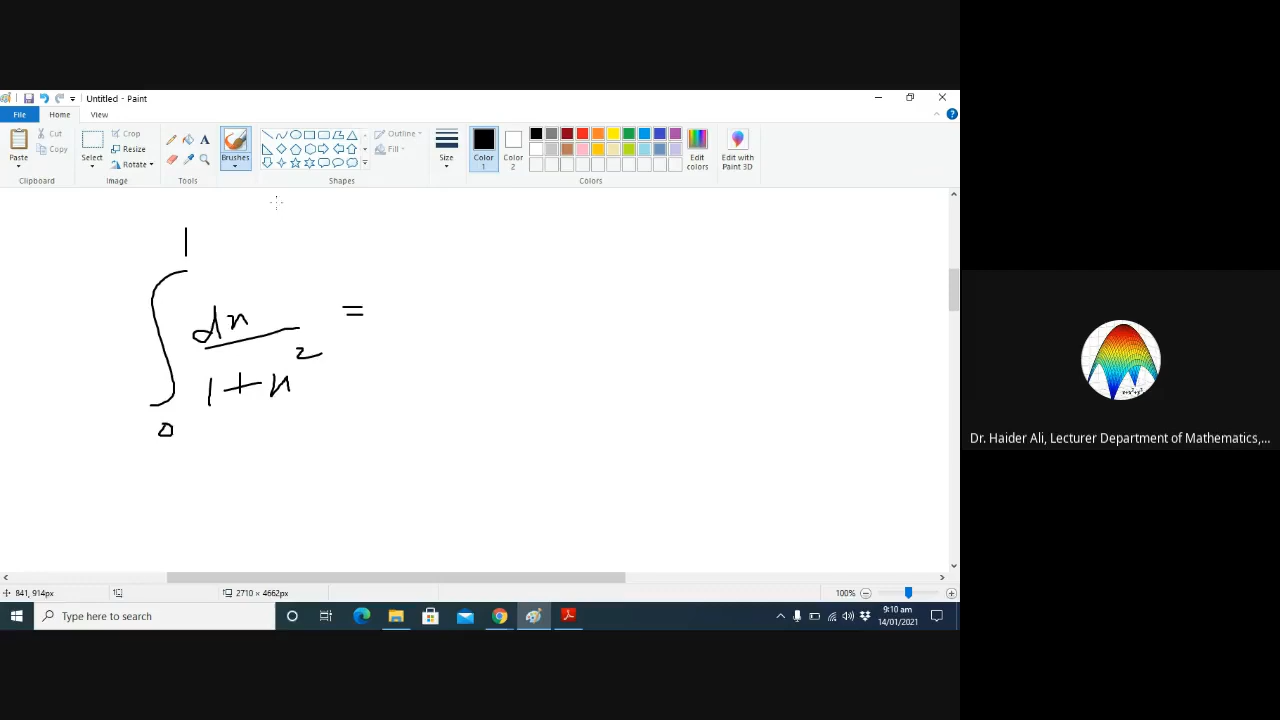 Untitled - Paint
File Home View
Paste
Cut
Copy
Clipboard
Select
Crop
Resize
Rotate
Image
Tools
Brushes
Outline
Fill
Shapes
Size
Color 1
Color 2
Edit colors
Edit with Paint 3D
Colors
1
∫ dx =
1+x²
0
841, 914px
2710 × 4662px
100%
Type here to search
9:10 am
14/01/2021
Dr. Haider Ali, Lecturer Department of Mathematics,...